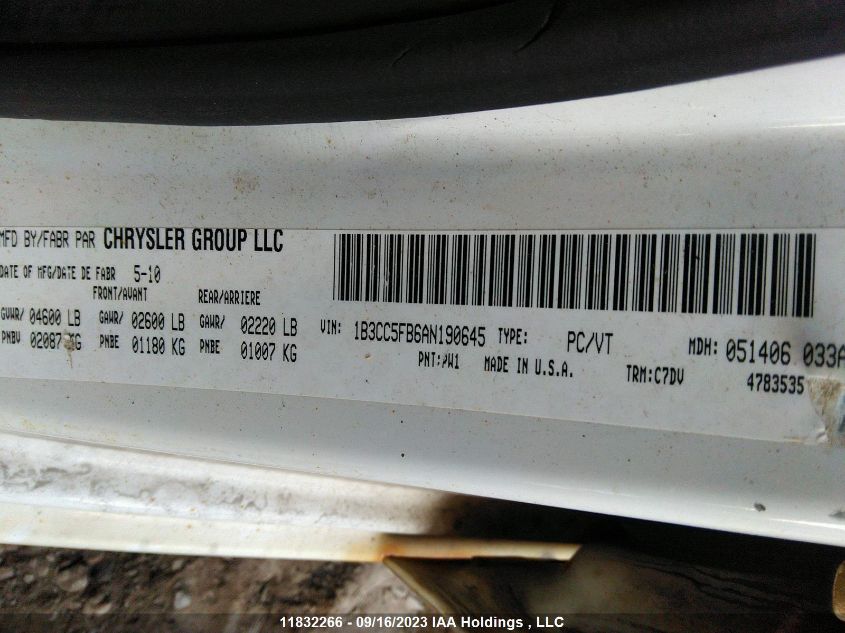 MFD BY/FABR PAR CHRYSLER GROUP LLC
DATE OF MFG/DATE DE FABR 5-10
FRONT/AVANT REAR/ARRIERE
GVWR/ 04600 LB GAWR/ 02600 LB GAWR/ 02220 LB
PNBV 02087 KG PNBE 01180 KG PNBE 01007 KG
VIN: 1B3CC5FB6AN190645 TYPE: PC/VT MDH: 051406 033A
PNT: PW1 MADE IN U.S.A. TRM:C7DV 4783535
11832266 - 09/16/2023 IAA Holdings , LLC